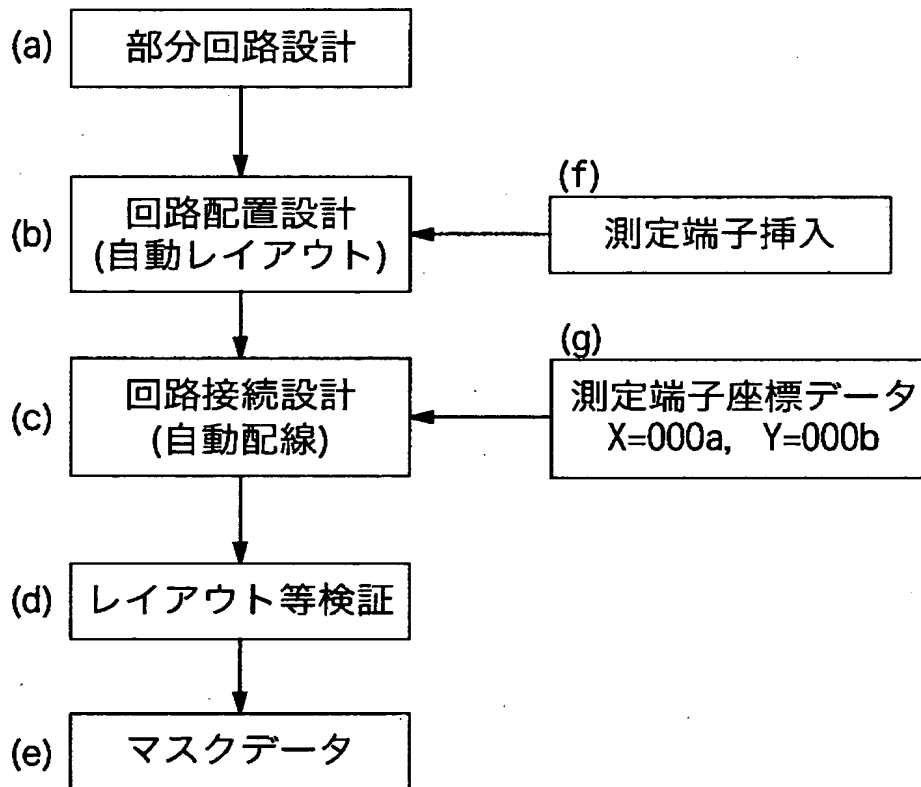 (a) 部分回路設計
(b) 回路配置設計
(自動レイアウト)
(f)
測定端子挿入
(c) 回路接続設計
(自動配線)
(g)
測定端子座標データ
X=000a, Y=000b
(d) レイアウト等検証
(e) マスクデータ